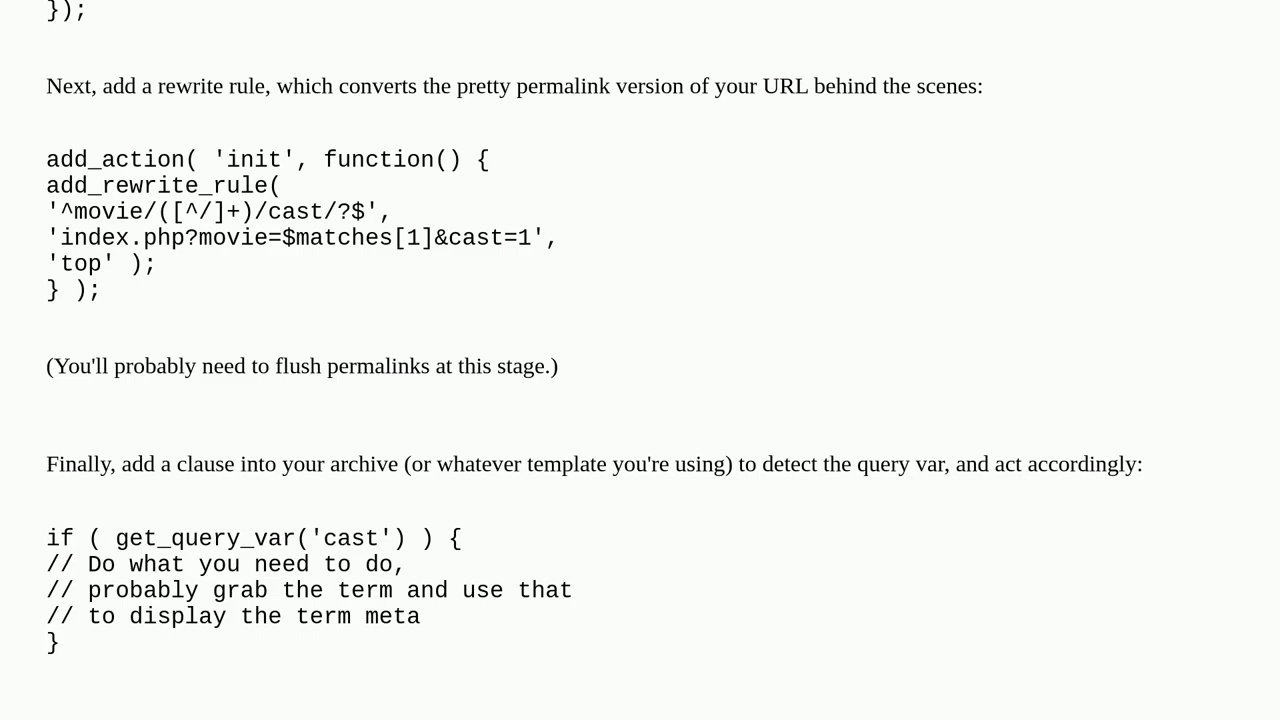 });
Next, add a rewrite rule, which converts the pretty permalink version of your URL behind the scenes:
add_action( 'init', function() {
add_rewrite_rule(
'^movie/([^/]+)/cast/?$',
'index.php?movie=$matches[1]&cast=1',
'top' );
} );
(You'll probably need to flush permalinks at this stage.)
Finally, add a clause into your archive (or whatever template you're using) to detect the query var, and act accordingly:
if ( get_query_var('cast') ) {
// Do what you need to do,
// probably grab the term and use that
// to display the term meta
}